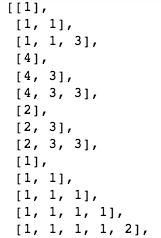 [[1],
[1, 1],
[1, 1, 3],
[4],
[4, 3],
[4, 3, 3],
[2],
[2, 3],
[2, 3, 3],
[1],
[1, 1],
[1, 1, 1],
[1, 1, 1, 1],
[1, 1, 1, 1, 2],